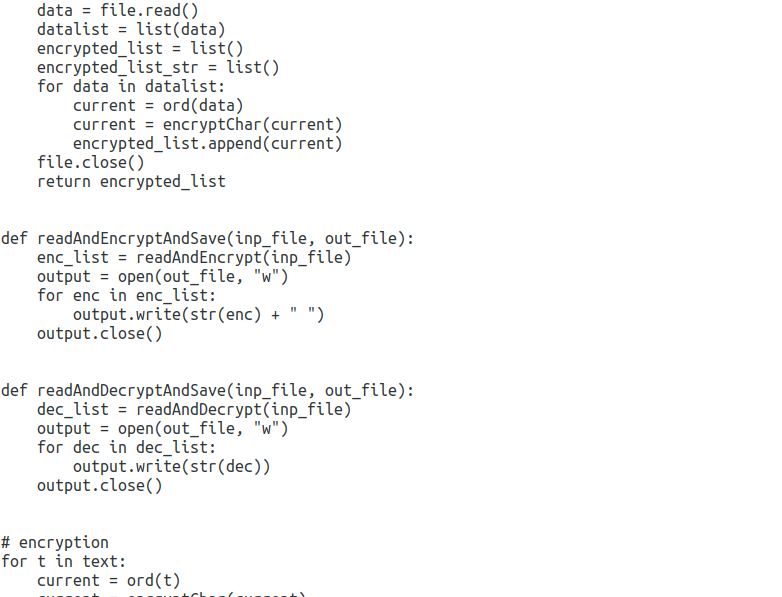 data = file.read()
datalist = list(data)
encrypted_list = list()
encrypted_list_str = list()
for data in datalist:
current = ord(data)
current = encryptChar(current)
encrypted_list.append(current)
file.close()
return encrypted_list
def readAndEncryptAndSave(inp_file, out_file):
enc_list = readAndEncrypt(inp_file)
output = open(out_file, "w")
for enc in enc_list:
output.write(str(enc) + " ")
output.close()
def readAndDecryptAndSave(inp_file, out_file):
dec_list = readAndDecrypt(inp_file)
output = open(out_file, "w")
for dec in dec_list:
output.write(str(dec))
output.close()
# encryption
for t in text:
current = ord(t)
current = encryptChar(current)